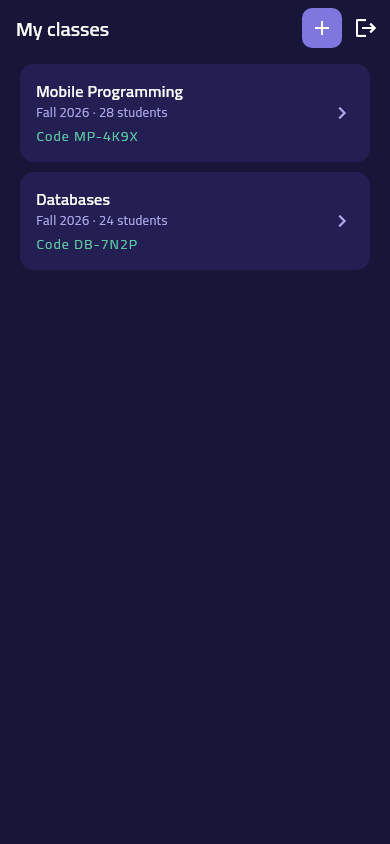 My classes
Mobile Programming
Fall 2026 · 28 students
Code MP-4K9X
Databases
Fall 2026 · 24 students
Code DB-7N2P